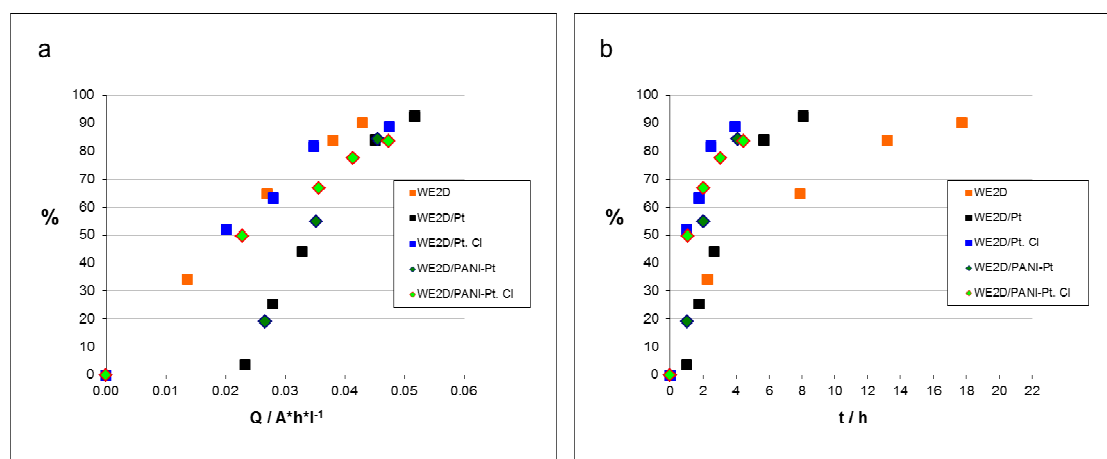 a
100
90
80
70
60
50
40
30
20
10
0
%
0.00 0.01 0.02 0.03 0.04 0.05 0.06
Q / A*h*l⁻¹
WE2D
WE2D/Pt
WE2D/Pt. Cl
WE2D/PANI-Pt
WE2D/PANI-Pt. Cl
b
100
90
80
70
60
50
40
30
20
10
0
%
0 2 4 6 8 10 12 14 16 18 20 22
t / h
WE2D
WE2D/Pt
WE2D/Pt. Cl
WE2D/PANI-Pt
WE2D/PANI-Pt. Cl